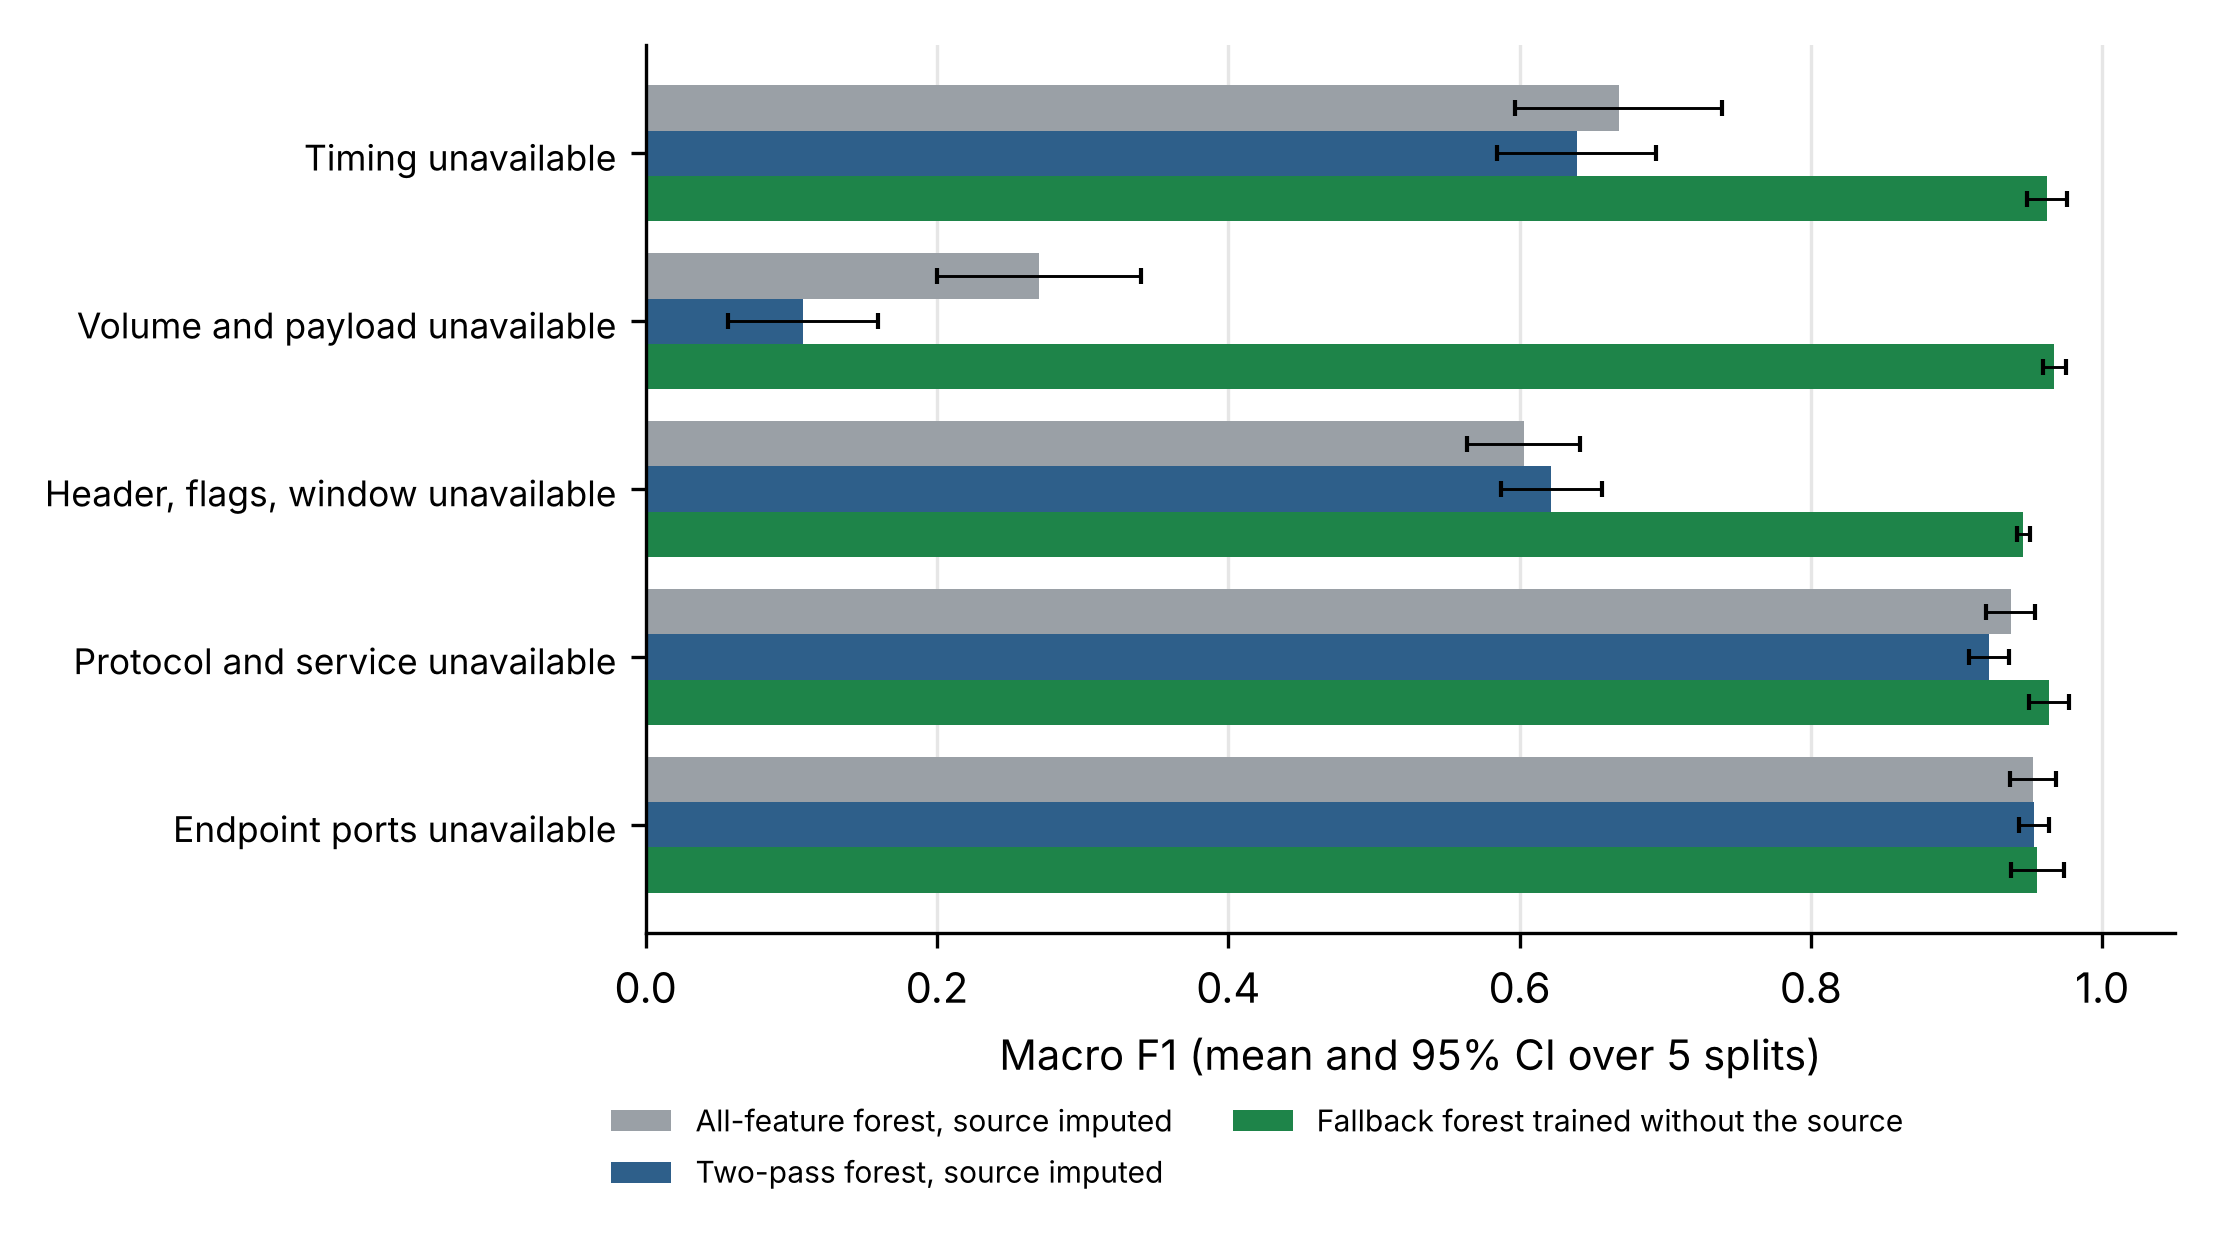 Timing unavailable
Volume and payload unavailable
Header, flags, window unavailable
Protocol and service unavailable
Endpoint ports unavailable
0.0 0.2 0.4 0.6 0.8 1.0
Macro F1 (mean and 95% CI over 5 splits)
All-feature forest, source imputed
Two-pass forest, source imputed
Fallback forest trained without the source